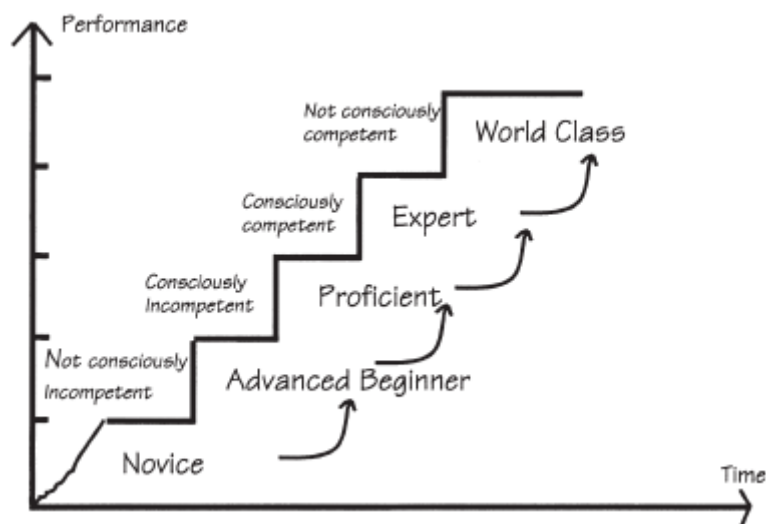 Performance
Not consciously
competent
World Class
Consciously
competent
Expert
Consciously
Incompetent
Proficient
Not consciously
Incompetent
Advanced Beginner
Novice
Time